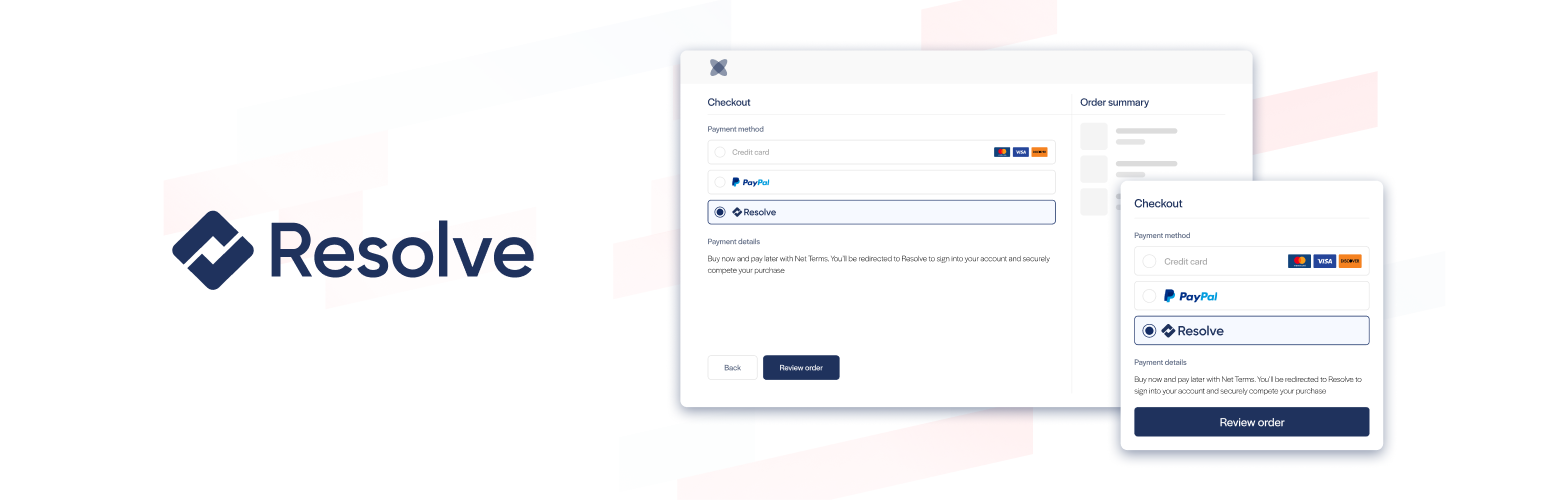 Resolve
Checkout
Payment method
Credit card
VISA
DISCOVER
PayPal
Resolve
Payment details
Buy now and pay later with Net Terms. You'll be redirected to Resolve to sign into your account and securely
compete your purchase
Back
Review order
Order summary
Checkout
Payment method
Credit card
VISA
DISCOVER
PayPal
Resolve
Payment details
Buy now and pay later with Net Terms. You'll be redirected to Resolve to
sign into your account and securely compete your purchase
Review order